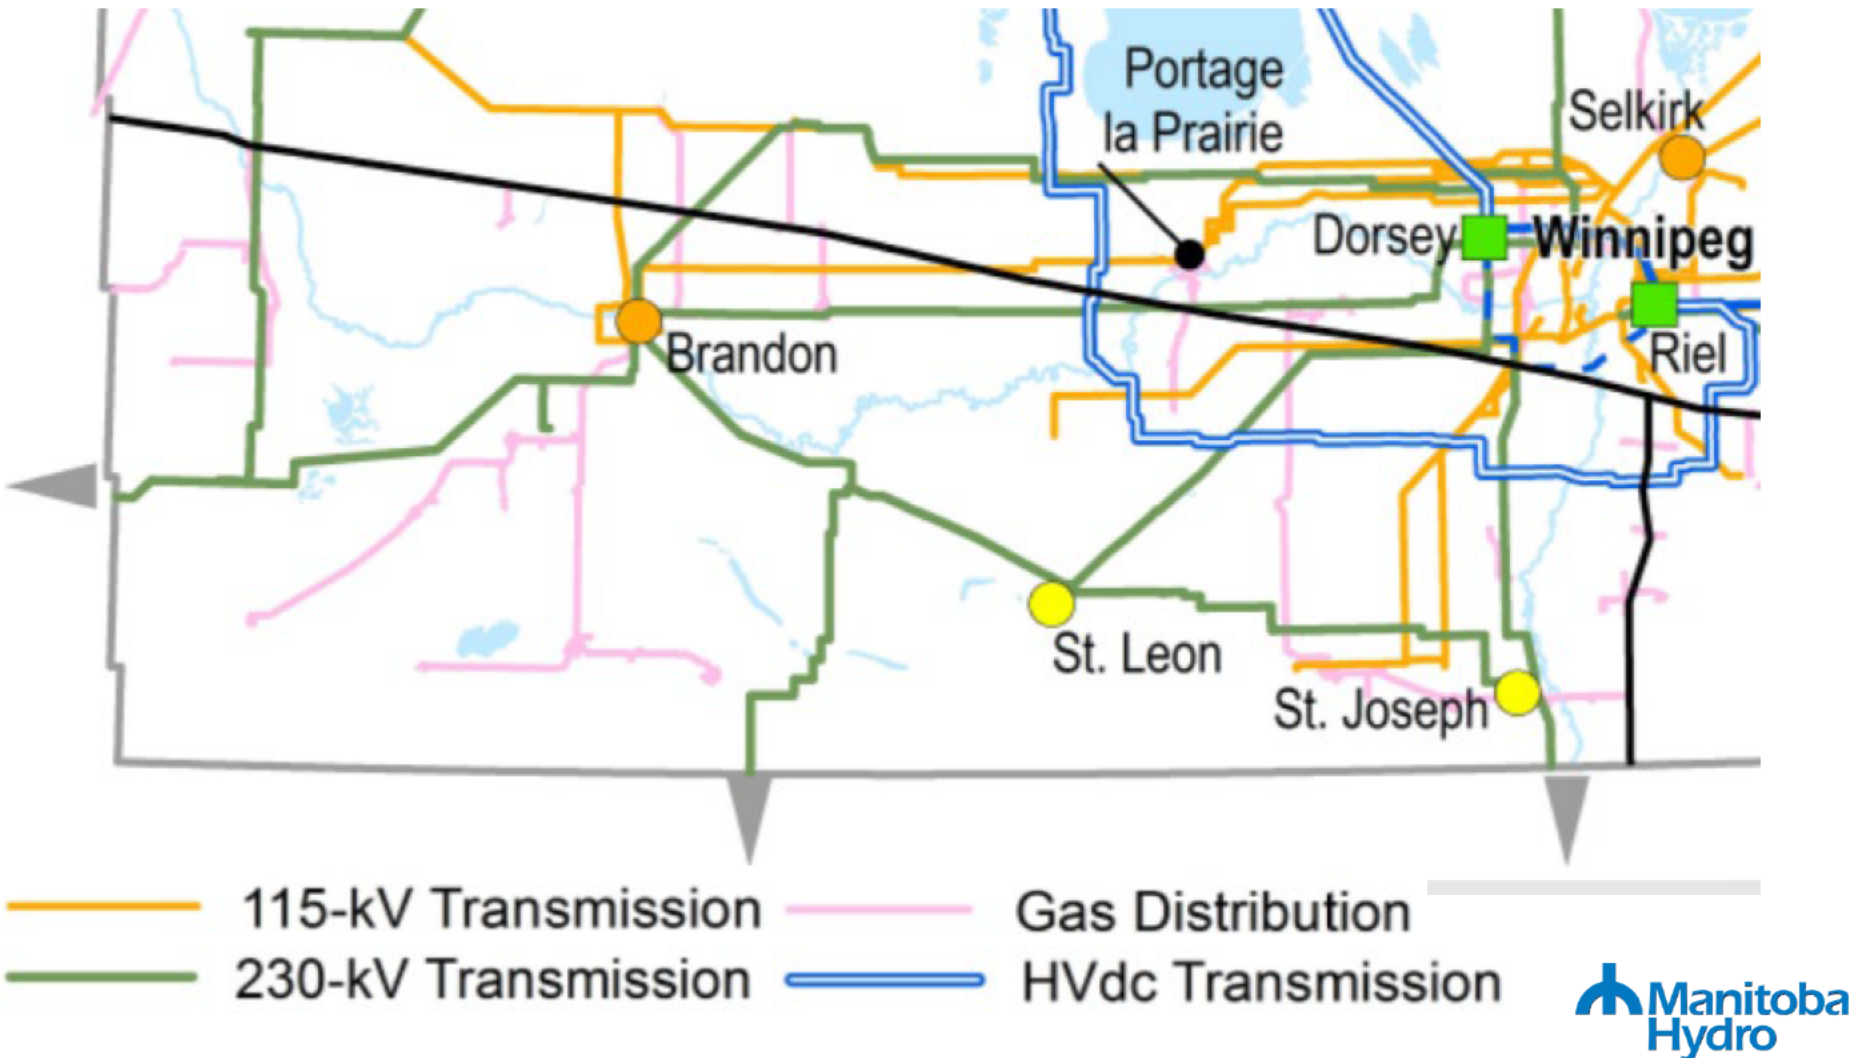 Portage
la Prairie
Selkirk
Dorsey
Winnipeg
Brandon
Riel
St. Leon
St. Joseph
115-kV Transmission
Gas Distribution
230-kV Transmission
HVdc Transmission
Manitoba
Hydro